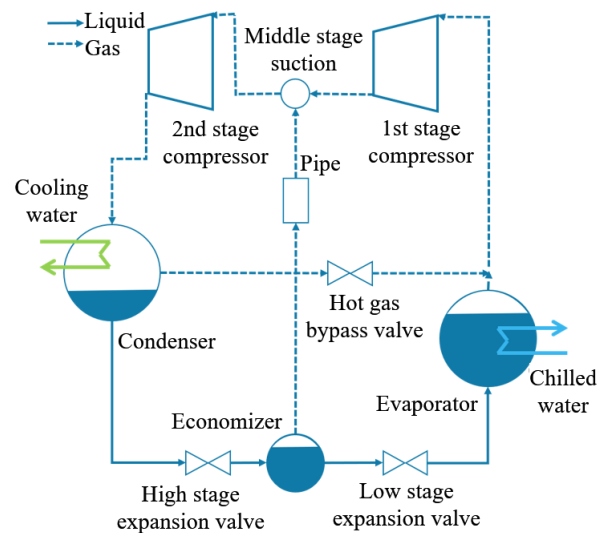 Liquid
Gas
Middle stage
suction
2nd stage
compressor
1st stage
compressor
Pipe
Cooling
water
Hot gas
bypass valve
Condenser
Chilled
water
Evaporator
Economizer
High stage
expansion valve
Low stage
expansion valve